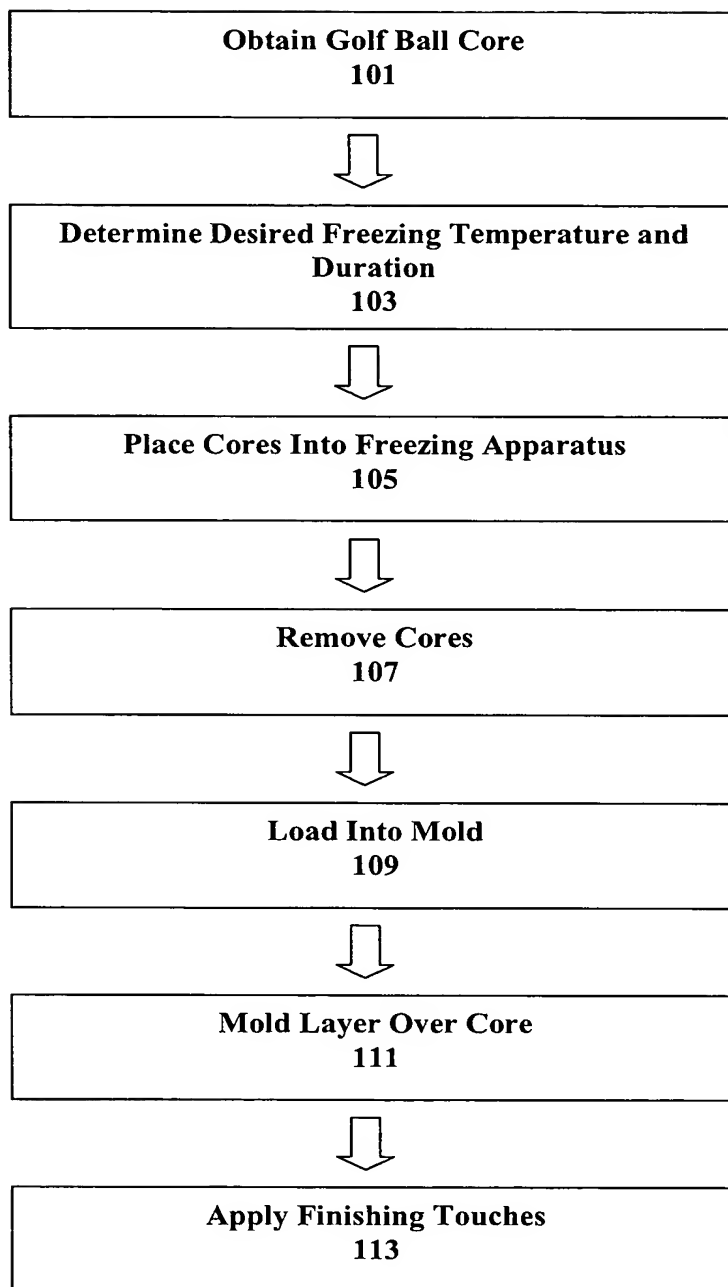 Obtain Golf Ball Core
101
Determine Desired Freezing Temperature and
Duration
103
Place Cores Into Freezing Apparatus
105
Remove Cores
107
Load Into Mold
109
Mold Layer Over Core
111
Apply Finishing Touches
113